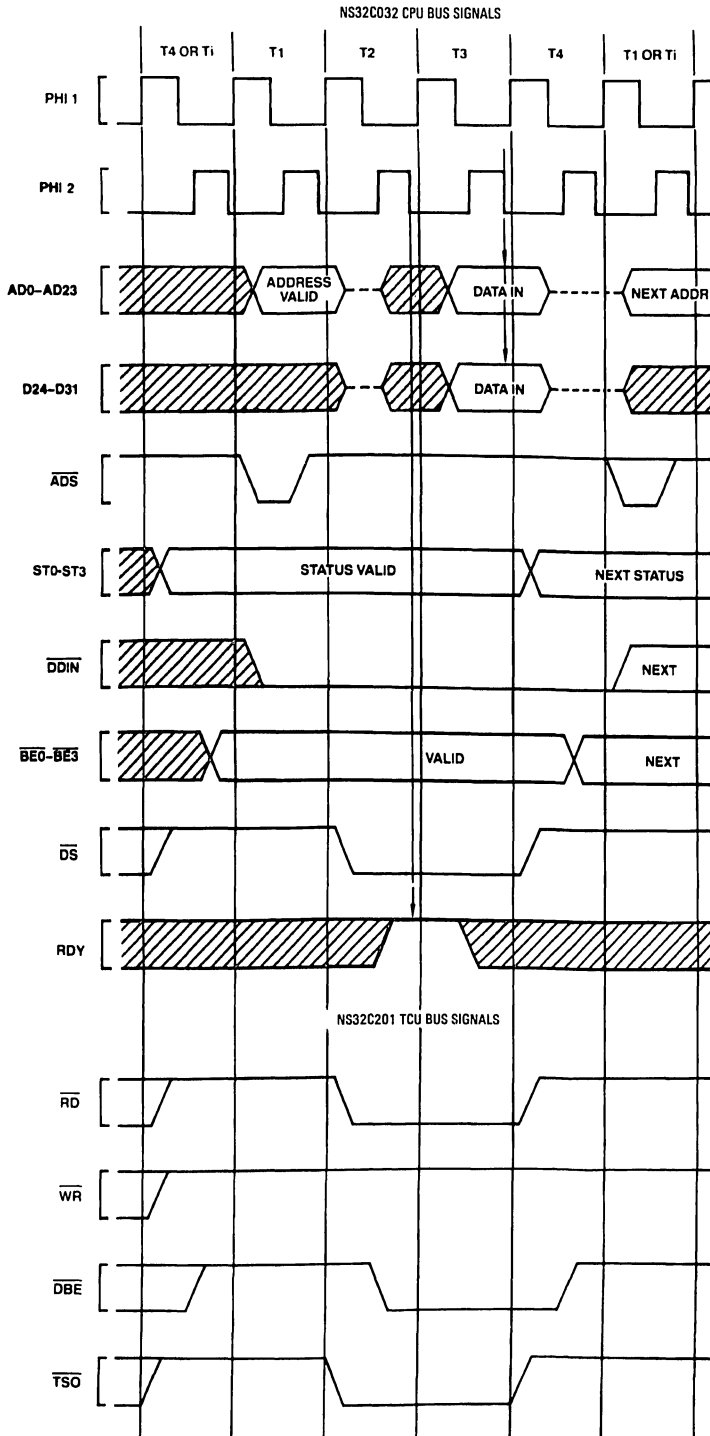 NS32C032 CPU BUS SIGNALS
T4 OR Ti T1 T2 T3 T4 T1 OR Ti
PHI 1
PHI 2
AD0–AD23 ADDRESS VALID DATA IN NEXT ADDR
D24–D31 DATA IN
ADS
ST0-ST3 STATUS VALID NEXT STATUS
DDIN NEXT
BE0-BE3 VALID NEXT
DS
RDY
NS32C201 TCU BUS SIGNALS
RD
WR
DBE
TSO